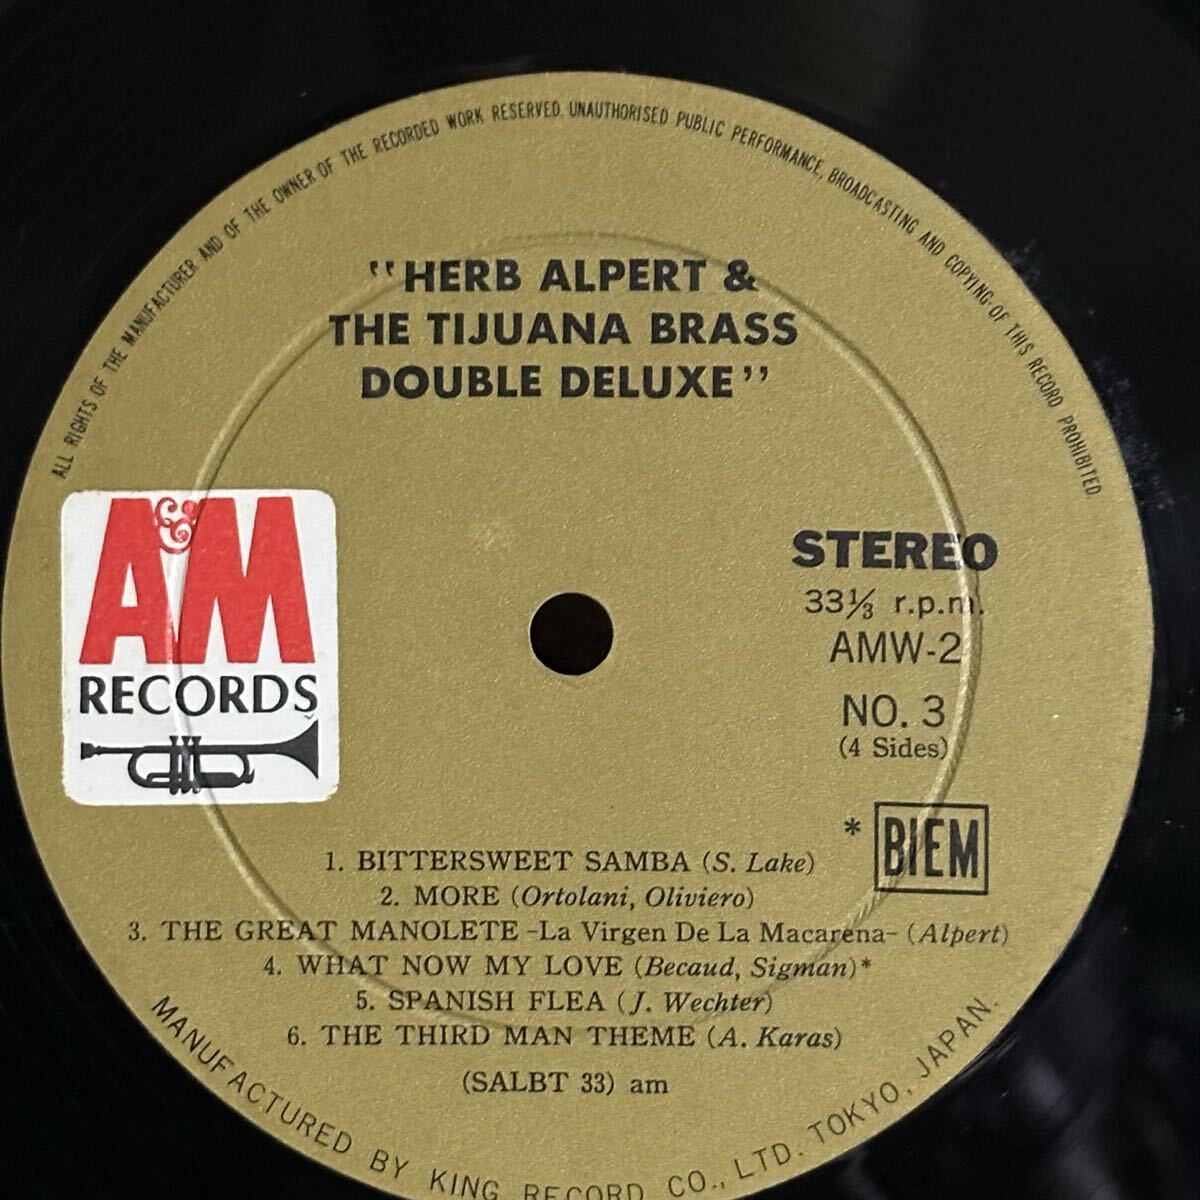 ALL RIGHTS OF THE MANUFACTURER AND OF THE OWNER OF THE RECORDED WORK RESERVED. UNAUTHORISED PUBLIC PERFORMANCE, BROADCASTING AND COPYING OF THIS RECORD PROHIBITED.
"HERB ALPERT &
THE TIJUANA BRASS
DOUBLE DELUXE"
A&M
RECORDS
STEREO
33⅓ r.p.m.
AMW-2
NO. 3
(4 Sides)
* BIEM
1. BITTERSWEET SAMBA (S. Lake)
2. MORE (Ortolani, Oliviero)
3. THE GREAT MANOLETE -La Virgen De La Macarena- (Alpert)
4. WHAT NOW MY LOVE (Becaud, Sigman)*
5. SPANISH FLEA (J. Wechter)
6. THE THIRD MAN THEME (A. Karas)
(SALBT 33) am
MANUFACTURED BY KING RECORD CO., LTD. TOKYO, JAPAN.